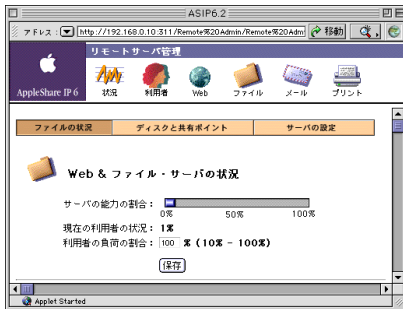 ASIP6.2
アドレス: http://192.168.0.10:311/Remote%20Admin/Remote%20Admi 移動
リモートサーバ管理
AppleShare IP 6
状況 利用者 Web ファイル メール プリント
ファイルの状況 ディスクと共有ポイント サーバの設定
Web & ファイル・サーバの状況
サーバの能力の割合:
0% 50% 100%
現在の利用者の状況: 1%
利用者の負荷の割合: 100 % (10% - 100%)
保存
Applet Started